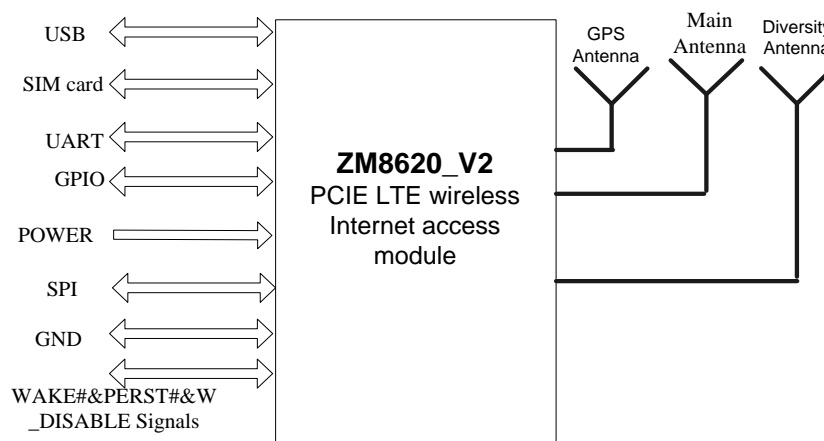 USB
SIM card
UART
GPIO
POWER
SPI
GND
WAKE#&PERST#&W
_DISABLE Signals
ZM8620_V2
PCIE LTE wireless
Internet access
module
GPS
Antenna
Main
Antenna
Diversity
Antenna